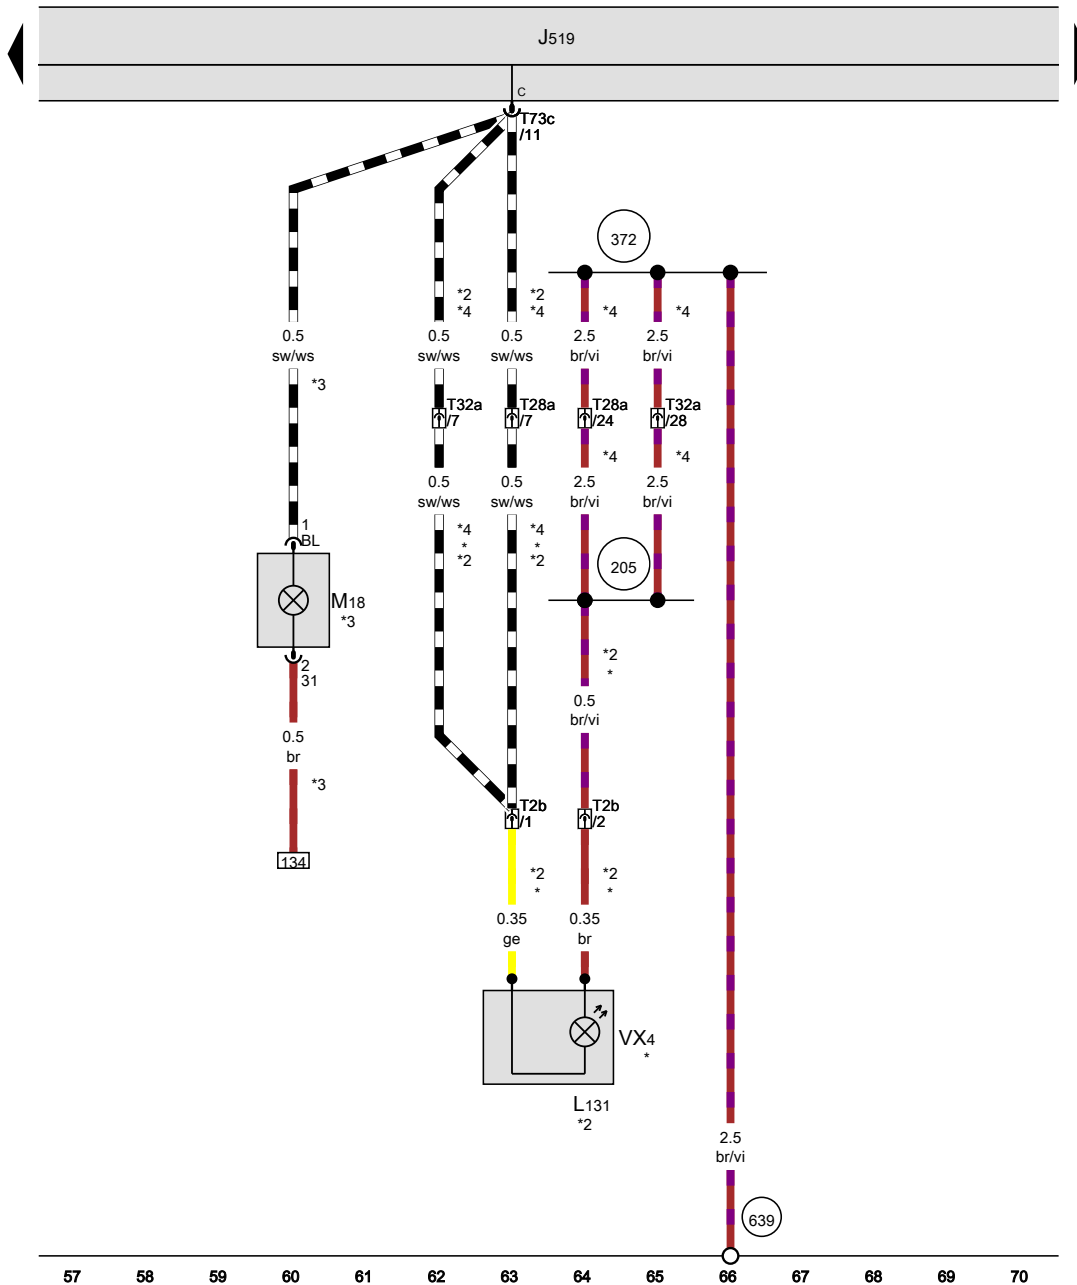 J519
c
T73c
/11
372
*2
*4
*2
*4
*4
*4
0.5
sw/ws
0.5
sw/ws
0.5
sw/ws
2.5
br/vi
2.5
br/vi
*3
T32a
/7
T28a
/7
T28a
/24
T32a
/28
*4
*4
0.5
sw/ws
0.5
sw/ws
2.5
br/vi
2.5
br/vi
1
BL
*4
*
*2
*4
*
*2
205
M18
*3
2
31
*2
*
0.5
br/vi
0.5
br
*3
T2b
/1
T2b
/2
134
*2
*
*2
*
0.35
ge
0.35
br
VX4
*
L131
*2
2.5
br/vi
639
57 58 59 60 61 62 63 64 65 66 67 68 69 70